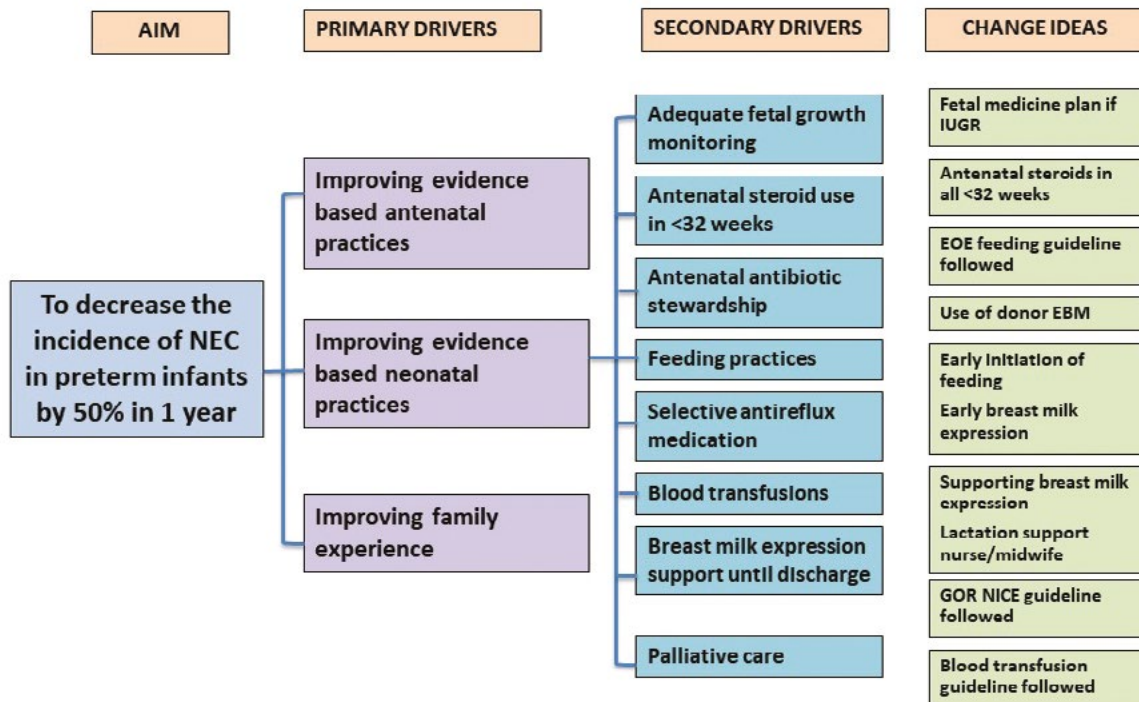 AIM
PRIMARY DRIVERS
SECONDARY DRIVERS
CHANGE IDEAS
To decrease the
incidence of NEC
in preterm infants
by 50% in 1 year
Improving evidence
based antenatal
practices
Improving evidence
based neonatal
practices
Improving family
experience
Adequate fetal growth
monitoring
Antenatal steroid use
in <32 weeks
Antenatal antibiotic
stewardship
Feeding practices
Selective antireflux
medication
Blood transfusions
Breast milk expression
support until discharge
Palliative care
Fetal medicine plan if
IUGR
Antenatal steroids in
all <32 weeks
EOE feeding guideline
followed
Use of donor EBM
Early initiation of
feeding
Early breast milk
expression
Supporting breast milk
expression
Lactation support
nurse/midwife
GOR NICE guideline
followed
Blood transfusion
guideline followed